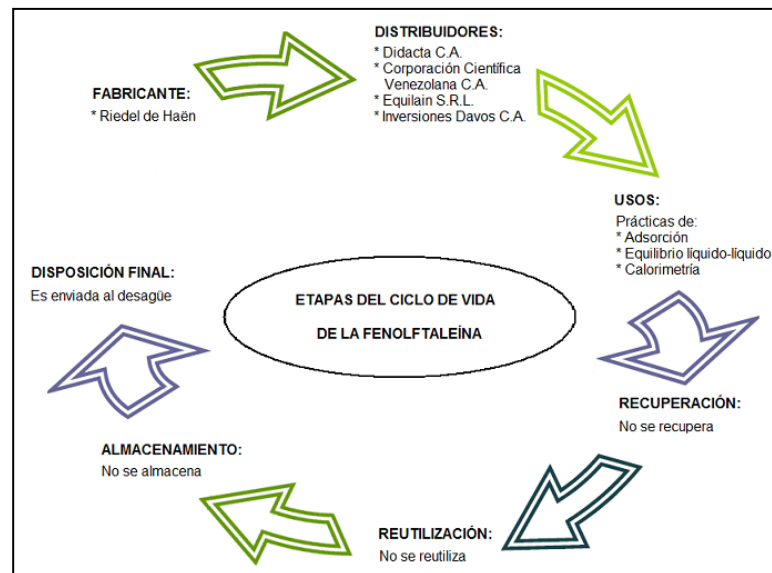 FABRICANTE:
* Riedel de Haën
DISTRIBUIDORES:
* Didacta C.A.
* Corporación Científica
Venezolana C.A.
* Equilain S.R.L.
* Inversiones Davos C.A.
USOS:
Prácticas de:
* Adsorción
* Equilibrio líquido-líquido
* Calorimetría
RECUPERACIÓN:
No se recupera
REUTILIZACIÓN:
No se reutiliza
ALMACENAMIENTO:
No se almacena
DISPOSICIÓN FINAL:
Es enviada al desagüe
ETAPAS DEL CICLO DE VIDA
DE LA FENOLFTALEÍNA